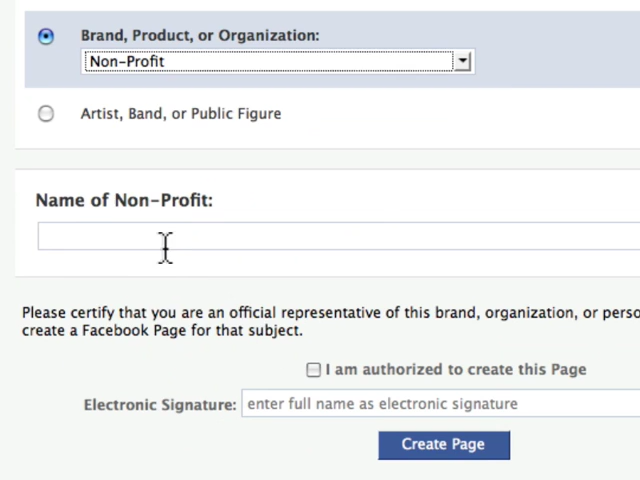 Brand, Product, or Organization:
Non-Profit
Artist, Band, or Public Figure
Name of Non-Profit:
Please certify that you are an official representative of this brand, organization, or
create a Facebook Page for that subject.
I am authorized to create this Page
Electronic Signature: enter full name as electronic signature
Create Page